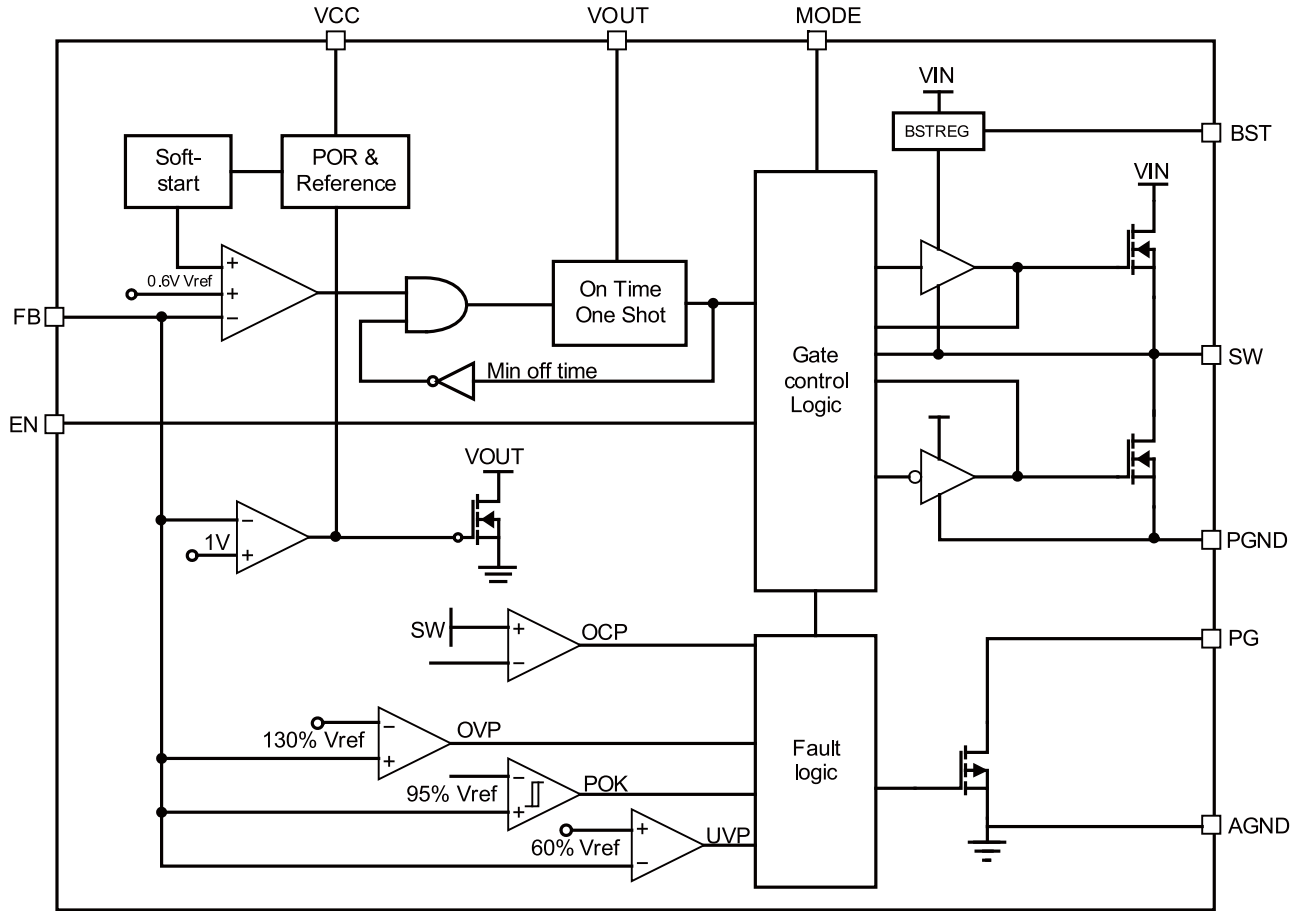 VCC
VOUT
MODE
VIN
BSTREG
BST
Soft-
start
POR &
Reference
VIN
0.6V Vref
+
+
−
FB
On Time
One Shot
Min off time
Gate
control
Logic
SW
EN
VOUT
−
1V
+
PGND
SW
+
−
OCP
PG
130% Vref
−
+
OVP
Fault
logic
95% Vref
−
+
POK
60% Vref
+
−
UVP
AGND